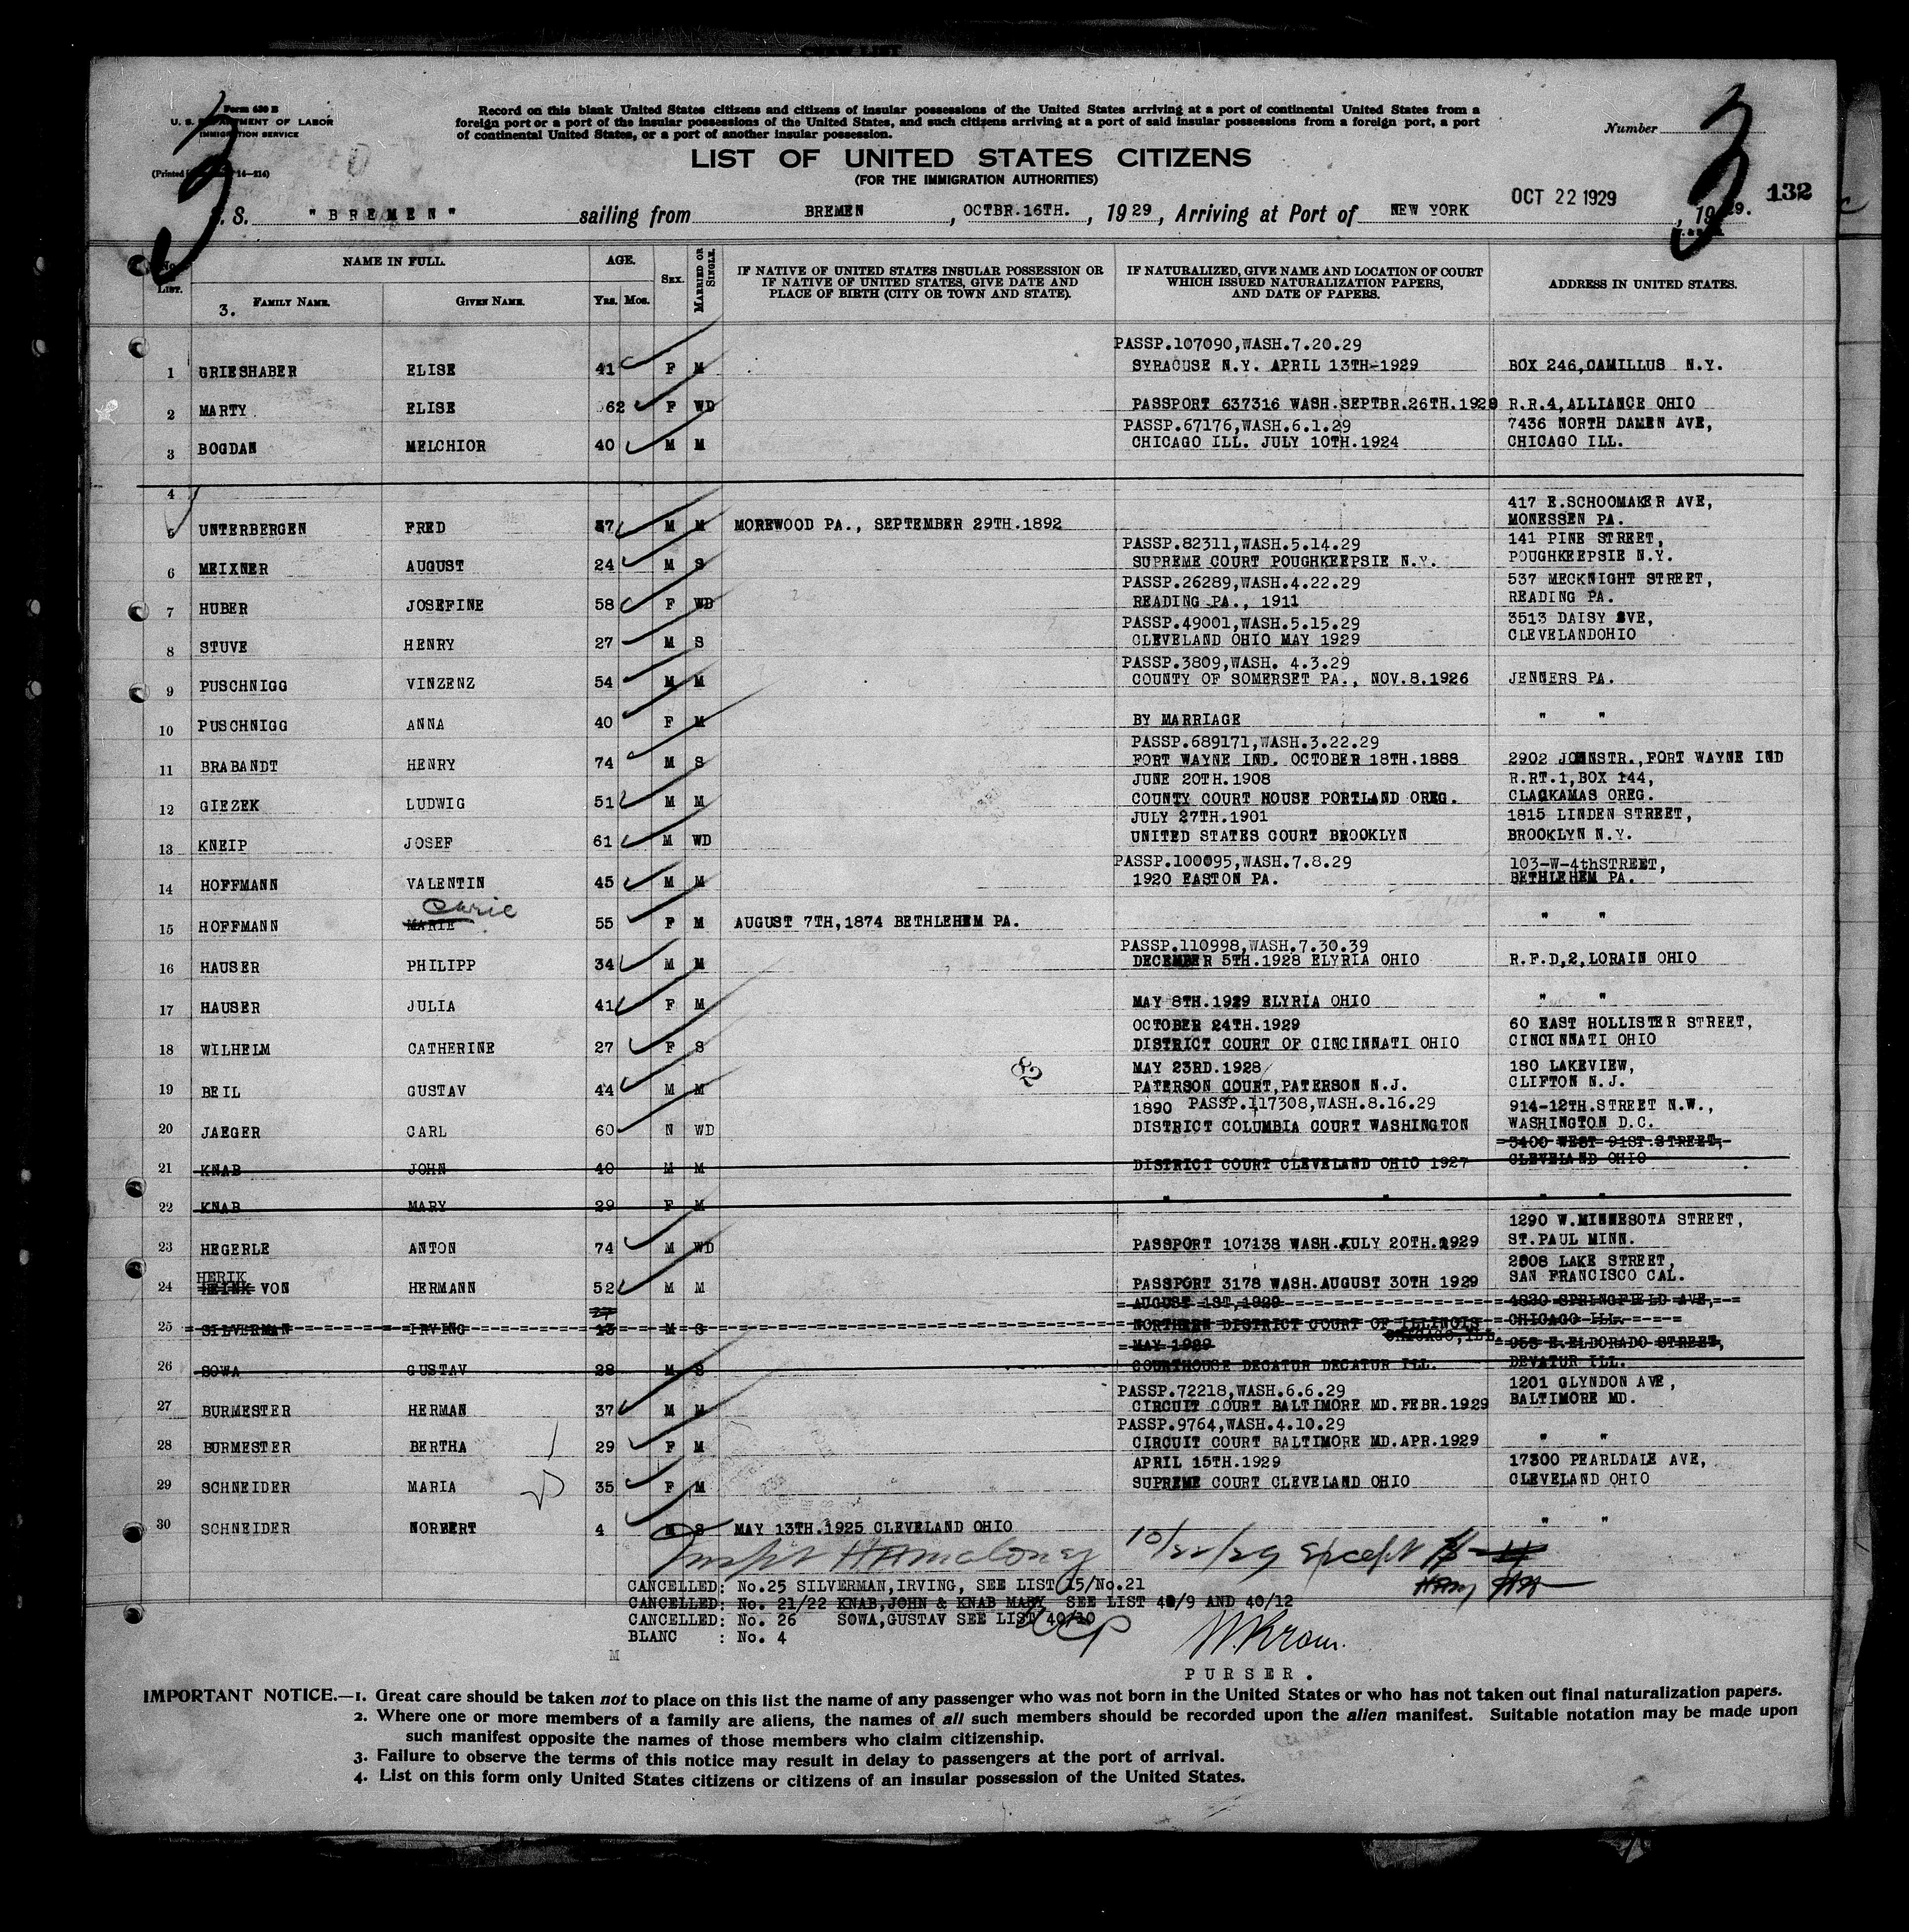 Form 630 B
U. S. DEPARTMENT OF LABOR
IMMIGRATION SERVICE
Record on this blank United States citizens and citizens of insular possessions of the United States arriving at a port of continental United States from a
foreign port or a port of the insular possessions of the United States, and such citizens arriving at a port of said insular possessions from a foreign port, a port
of continental United States, or a port of another insular possession.
Number
3 3
LIST OF UNITED STATES CITIZENS
(FOR THE IMMIGRATION AUTHORITIES)
S. S. "BREMEN" sailing from BREMEN, OCTBR.16TH., 1929, Arriving at Port of NEW YORK OCT 22 1929, 1929. 132
No. LIST. NAME IN FULL. AGE. SEX. MARRIED OR SINGLE. IF NATIVE OF UNITED STATES INSULAR POSSESSION OR IF NATIVE OF UNITED STATES, GIVE DATE AND PLACE OF BIRTH (CITY OR TOWN AND STATE). IF NATURALIZED, GIVE NAME AND LOCATION OF COURT WHICH ISSUED NATURALIZATION PAPERS, AND DATE OF PAPERS. ADDRESS IN UNITED STATES.
3. FAMILY NAME. GIVEN NAME. YRS. MOS.
PASSP.107090,WASH.7.20.29
1 GRIESHABER ELISE 41 F M SYRACUSE N.Y. APRIL 13TH-1929 BOX 246,CAMILLUS N.Y.
2 MARTY ELISE 62 F WD PASSPORT 637316 WASH.SEPTBR.26TH.1928 R.R.4,ALLIANCE OHIO
PASSP.67176,WASH.6.1.29 7436 NORTH DAMEN AVE,
3 BOGDAN MELCHIOR 40 M M CHICAGO ILL. JULY 10TH.1924 CHICAGO ILL.
4
417 E.SCHOOMAKER AVE,
5 UNTERBERGEN FRED 37 M M MOREWOOD PA., SEPTEMBER 29TH.1892 MONESSEN PA.
PASSP.82311,WASH.5.14.29 141 PINE STREET,
6 MEIXNER AUGUST 24 M S SUPREME COURT POUGHKEEPSIE N.Y. POUGHKEEPSIE N.Y.
PASSP.26289,WASH.4.22.29 537 MECKNIGHT STREET,
7 HUBER JOSEFINE 58 F WD READING PA., 1911 READING PA.
PASSP.49001,WASH.5.15.29 3513 DAISY AVE,
8 STUVE HENRY 27 M S CLEVELAND OHIO MAY 1929 CLEVELANDOHIO
PASSP.3809,WASH. 4.3.29
9 PUSCHNIGG VINZENZ 54 M M COUNTY OF SOMERSET PA., NOV.8.1926 JENNERS PA.
10 PUSCHNIGG ANNA 40 F M BY MARRIAGE " "
PASSP.689171,WASH.3.22.29
11 BRABANDT HENRY 74 M S FORT WAYNE IND. OCTOBER 18TH.1888 2902 JOHNSTR.,FORT WAYNE IND
JUNE 20TH.1908 R.RT.1,BOX 144,
12 GIEZEK LUDWIG 51 M M COUNTY COURT HOUSE PORTLAND OREG. CLACKAMAS OREG.
JULY 27TH.1901 1815 LINDEN STREET,
13 KNEIP JOSEF 61 M WD UNITED STATES COURT BROOKLYN BROOKLYN N.Y.
PASSP.100095,WASH.7.8.29 103-W-4thSTREET,
14 HOFFMANN VALENTIN 45 M M 1920 EASTON PA. BETHLEHEM PA.
15 HOFFMANN MARIE 55 F M AUGUST 7TH,1874 BETHLEHEM PA. " "
PASSP.110998,WASH.7.30.39
16 HAUSER PHILIPP 34 M M DECEMBER 5TH.1928 ELYRIA OHIO R.F.D,2,LORAIN OHIO
17 HAUSER JULIA 41 F M MAY 8TH.1929 ELYRIA OHIO " "
OCTOBER 24TH.1929 60 EAST HOLLISTER STREET,
18 WILHELM CATHERINE 27 F S DISTRICT COURT OF CINCINNATI OHIO CINCINNATI OHIO
MAY 23RD.1928 180 LAKEVIEW,
19 BEIL GUSTAV 44 M M PATERSON COURT,PATERSON N.J. CLIFTON N.J.
1890 PASSP.117308,WASH.8.16.29 914-12TH.STREET N.W.,
20 JAEGER CARL 60 N WD DISTRICT COLUMBIA COURT WASHINGTON WASHINGTON D.C.
3400 WEST 91ST STREET,
21 KNAB JOHN 40 M M DISTRICT COURT CLEVELAND OHIO 1927 CLEVELAND OHIO
22 KNAB MARY 29 F M " " " "
1290 W.MINNESOTA STREET,
23 HEGERLE ANTON 74 M WD PASSPORT 107138 WASH.JULY 20TH.1929 ST.PAUL MINN.
HERIK 2808 LAKE STREET,
24 HEINK VON HERMANN 52 M M PASSPORT 3178 WASH.AUGUST 30TH 1929 SAN FRANCISCO CAL.
27 AUGUST 1ST,1929 4820 SPRINGFIELD AVE,
25 SILVERMAN IRVING 13 M S NORTHERN DISTRICT COURT OF ILLINOIS CHICAGO ILL.
CHICAGO,ILL.
MAY 1929 953 E.ELDORADO STREET,
26 SOWA GUSTAV 28 M S COURTHOUSE DECATUR DECATUR ILL. DEVATUR ILL.
PASSP.72218,WASH.6.6.29 1201 GLYNDON AVE,
27 BURMESTER HERMAN 37 M M CIRCUIT COURT BALTIMORE MD.FEBR.1929 BALTIMORE MD.
PASSP.9764,WASH.4.10.29
28 BURMESTER BERTHA 29 F M CIRCUIT COURT BALTIMORE MD.APR.1929 " "
APRIL 15TH.1929 17300 PEARLDALE AVE,
29 SCHNEIDER MARIA 35 F M SUPREME COURT CLEVELAND OHIO CLEVELAND OHIO
30 SCHNEIDER NORBERT 4 M S MAY 13TH.1925 CLEVELAND OHIO " "
10/22/29 except
CANCELLED: No.25 SILVERMAN,IRVING, SEE LIST 15/No.21
CANCELLED: No. 21/22 KNAB,JOHN & KNAB MARY SEE LIST 40/9 AND 40/12
CANCELLED: No. 26 SOWA,GUSTAV SEE LIST 40/10
BLANC : No. 4
M
PURSER.
IMPORTANT NOTICE.—1. Great care should be taken not to place on this list the name of any passenger who was not born in the United States or who has not taken out final naturalization papers.
2. Where one or more members of a family are aliens, the names of all such members should be recorded upon the alien manifest. Suitable notation may be made upon
such manifest opposite the names of those members who claim citizenship.
3. Failure to observe the terms of this notice may result in delay to passengers at the port of arrival.
4. List on this form only United States citizens or citizens of an insular possession of the United States.